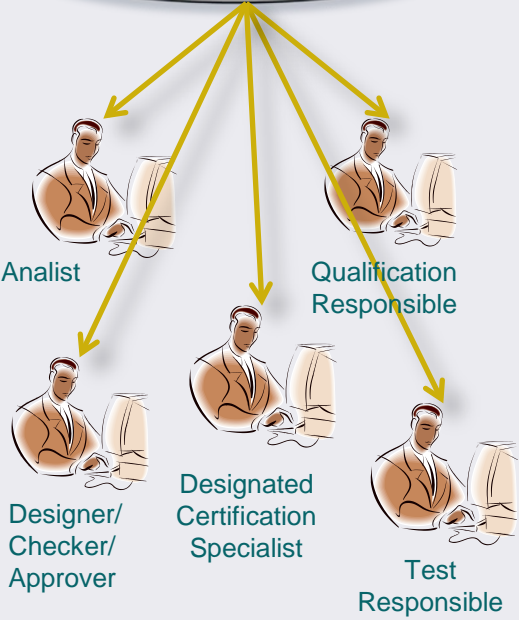 Analist
Qualification
Responsible
Designer/
Checker/
Approver
Designated
Certification
Specialist
Test
Responsible